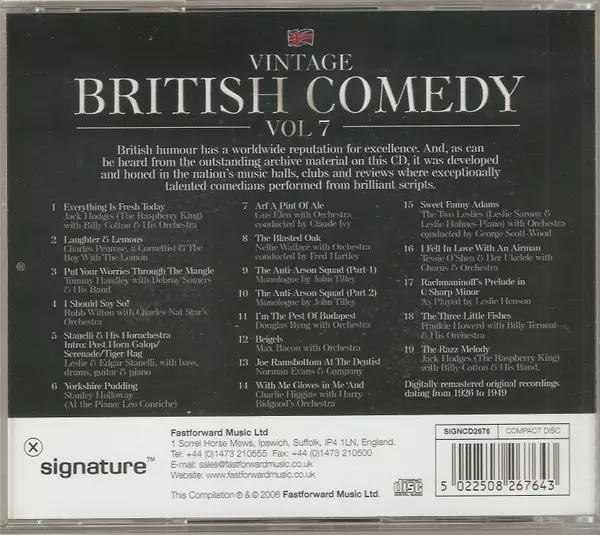 VINTAGE
BRITISH COMEDY
VOL 7
British humour has a worldwide reputation for excellence. And, as can
be heard from the outstanding archive material on this CD, it was developed
and honed in the nation's music halls, clubs and reviews where exceptionally
talented comedians performed from brilliant scripts.
1 Everything Is Fresh Today
Jack Hodges (The Raspberry King)
with Billy Cotton & His Orchestra
2 Laughter & Lemons
Charles Penrose, a Cornettist & The
Boy With The Lemon
3 Put Your Worries Through The Mangle
Tommy Handley with Debroy Somers
& His Band
4 I Should Say So!
Robb Wilton with Charles Nat Star's
Orchestra
5 Stanelli & His Hornchestra
Intro: Post Horn Galop/
Serenade/Tiger Rag
Leslie & Edgar Stanelli, with bass,
drums, guitar & piano
6 Yorkshire Pudding
Stanley Holloway
(At the Piano: Leo Conriche)
7 Arf A Pint Of Ale
Gus Elen with Orchestra
conducted by Claude Ivy
8 The Blasted Oak
Nellie Wallace with Orchestra
conducted by Fred Hartley
9 The Anti-Arson Squad (Part 1)
Monologue by John Tilley
10 The Anti-Arson Squad (Part 2)
Monologue by John Tilley
11 I'm The Pest Of Budapest
Douglas Byng with Orchestra
12 Beigels
Max Bacon with Orchestra
13 Joe Ramsbottom At The Dentist
Norman Evans & Company
14 With Me Gloves in Me 'And
Charlie Higgins with Harry
Bidgood's Orchestra
15 Sweet Fanny Adams
The Two Leslies (Leslie Sarony &
Leslie Holmes-Piano) with Orchestra
conducted by George Scott-Wood
16 I Fell In Love With An Airman
Tessie O'Shea & Her Ukelele with
Chorus & Orchestra
17 Rachmaninoff's Prelude in
C Sharp Minor
As Played by Leslie Henson
18 The Three Little Fishes
Frankie Howerd with Billy Ternent
& His Orchestra
19 The Razz Melody
Jack Hodges (The Raspberry King)
with Billy Cotton & His Band.
Digitally remastered original recordings
dating from 1926 to 1949
signature™
Fastforward Music Ltd
1 Sorrel Horse Mews, Ipswich, Suffolk, IP4 1LN, England.
Tel: +44 (0)1473 210555 Fax: +44 (0)1473 210500
E-mail: sales@fastforwardmusic.co.uk
Website: www.fastforwardmusic.co.uk
This Compilation ℗ & © 2006 Fastforward Music Ltd.
COMPACT
disc
DIGITAL AUDIO
SIGNCD2676 COMPACT DISC
5 022508 267643